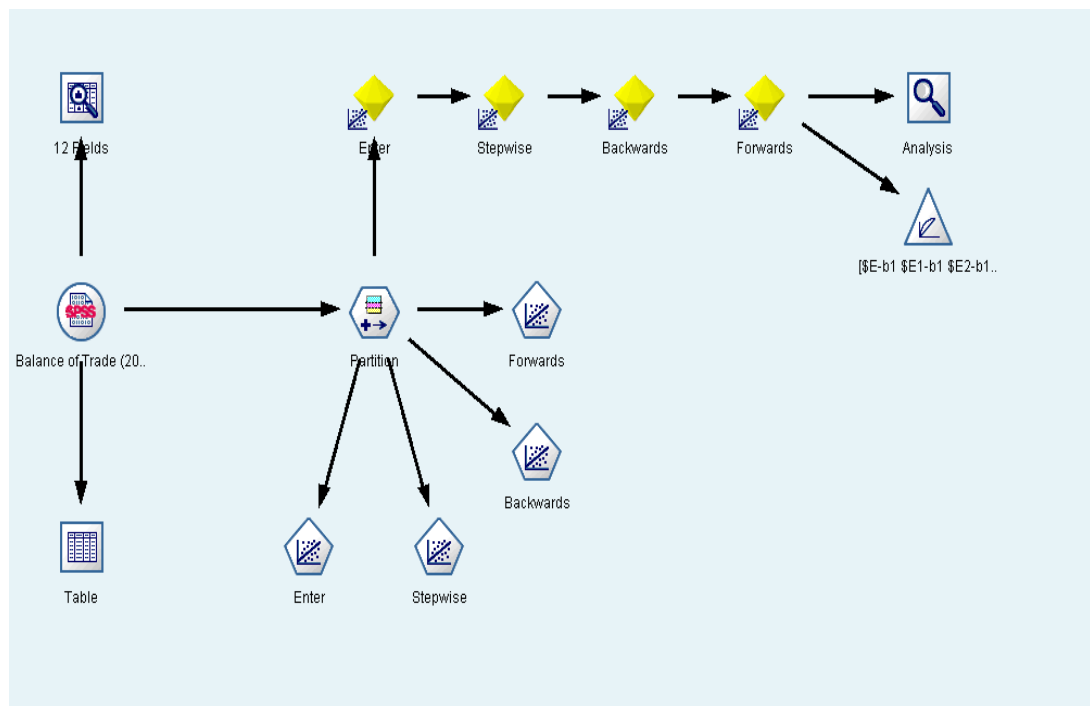 12 Fields
Enter
Stepwise
Backwards
Forwards
Analysis
[$E-b1 $E1-b1 $E2-b1..
SPSS
Balance of Trade (20..
Partition
Forwards
Backwards
Table
Enter
Stepwise